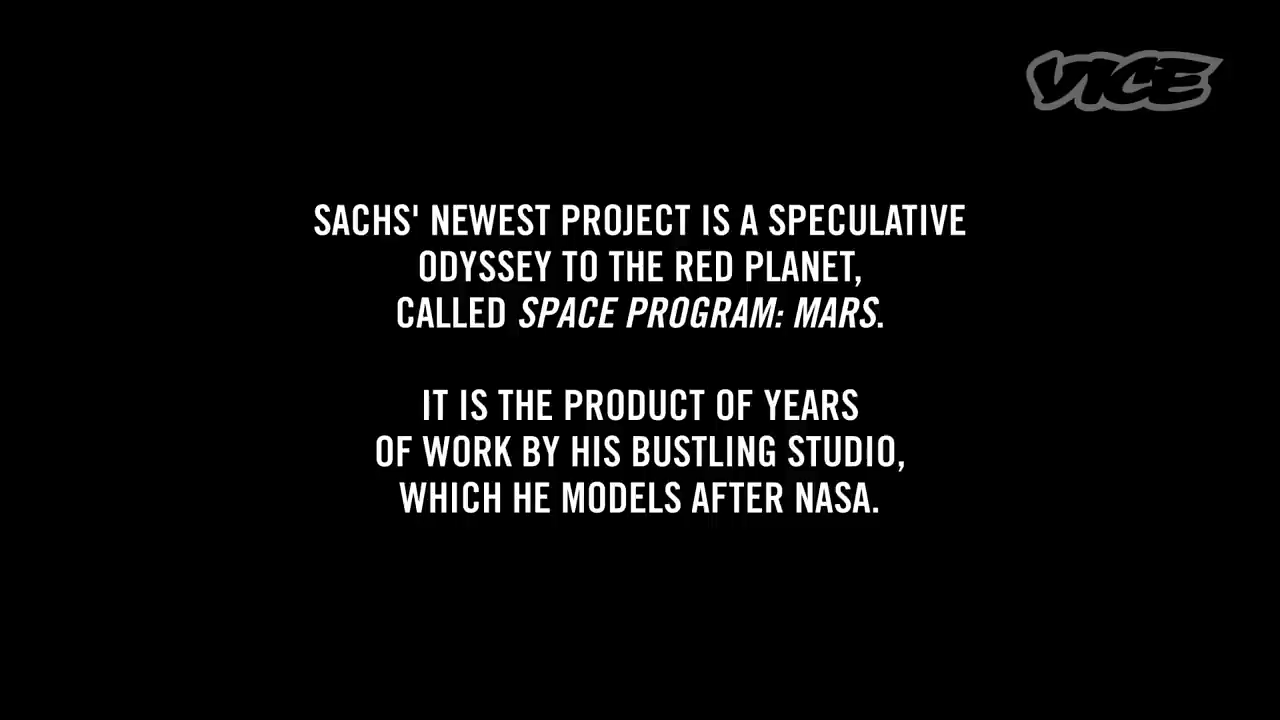 VICE
SACHS' NEWEST PROJECT IS A SPECULATIVE
ODYSSEY TO THE RED PLANET,
CALLED SPACE PROGRAM: MARS.
IT IS THE PRODUCT OF YEARS
OF WORK BY HIS BUSTLING STUDIO,
WHICH HE MODELS AFTER NASA.